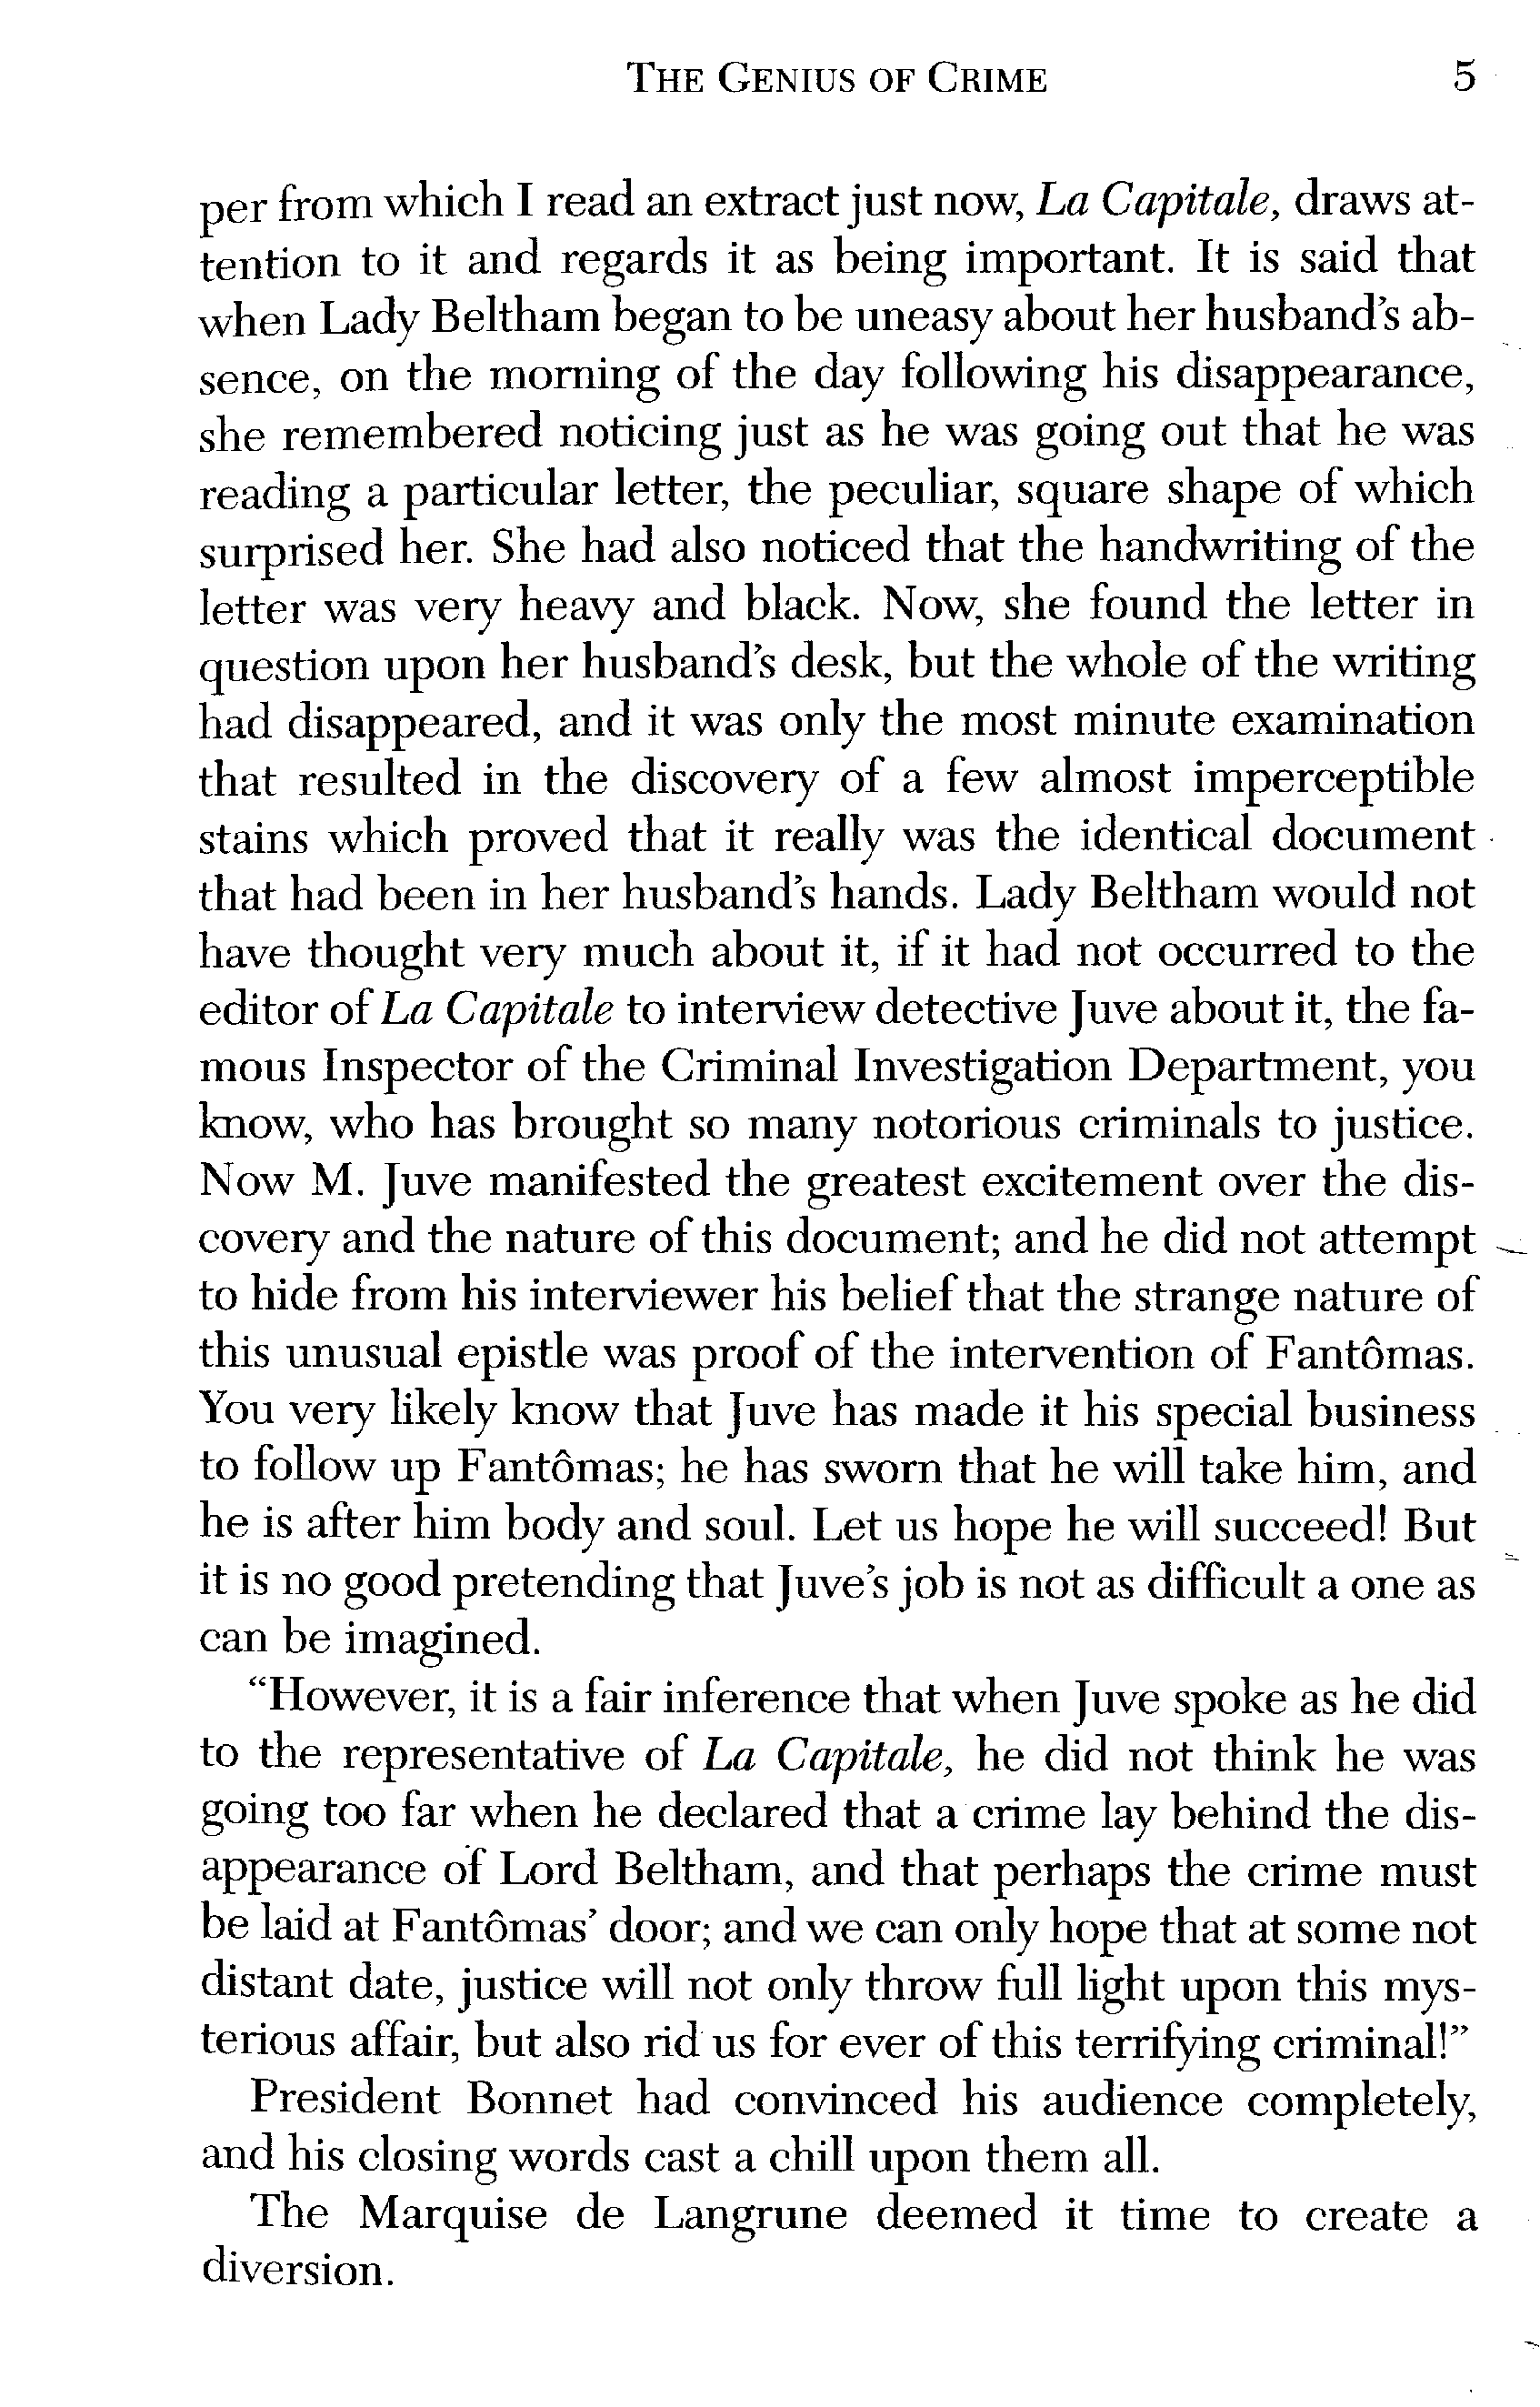 THE GENIUS OF CRIME 5
per from which I read an extract just now, La Capitale, draws at-
tention to it and regards it as being important. It is said that
when Lady Beltham began to be uneasy about her husband's ab-
sence, on the morning of the day following his disappearance,
she remembered noticing just as he was going out that he was
reading a particular letter, the peculiar, square shape of which
surprised her. She had also noticed that the handwriting of the
letter was very heavy and black. Now, she found the letter in
question upon her husband's desk, but the whole of the writing
had disappeared, and it was only the most minute examination
that resulted in the discovery of a few almost imperceptible
stains which proved that it really was the identical document
that had been in her husband's hands. Lady Beltham would not
have thought very much about it, if it had not occurred to the
editor of La Capitale to interview detective Juve about it, the fa-
mous Inspector of the Criminal Investigation Department, you
know, who has brought so many notorious criminals to justice.
Now M. Juve manifested the greatest excitement over the dis-
covery and the nature of this document; and he did not attempt
to hide from his interviewer his belief that the strange nature of
this unusual epistle was proof of the intervention of Fantômas.
You very likely know that Juve has made it his special business
to follow up Fantômas; he has sworn that he will take him, and
he is after him body and soul. Let us hope he will succeed! But
it is no good pretending that Juve's job is not as difficult a one as
can be imagined.
“However, it is a fair inference that when Juve spoke as he did
to the representative of La Capitale, he did not think he was
going too far when he declared that a crime lay behind the dis-
appearance of Lord Beltham, and that perhaps the crime must
be laid at Fantômas' door; and we can only hope that at some not
distant date, justice will not only throw full light upon this mys-
terious affair, but also rid us for ever of this terrifying criminal!”
President Bonnet had convinced his audience completely,
and his closing words cast a chill upon them all.
The Marquise de Langrune deemed it time to create a
diversion.